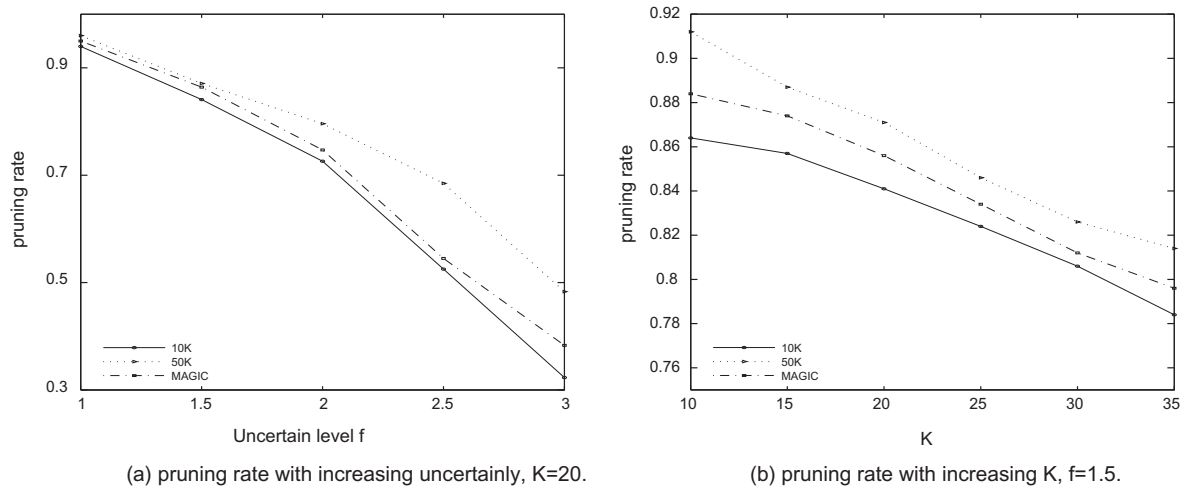 0.9
0.7
0.5
0.3
pruning rate
10K
50K
MAGIC
1 1.5 2 2.5 3
Uncertain level f
(a) pruning rate with increasing uncertainly, K=20.
0.92
0.9
0.88
0.86
0.84
0.82
0.8
0.78
0.76
pruning rate
10K
50K
MAGIC
10 15 20 25 30 35
K
(b) pruning rate with increasing K, f=1.5.